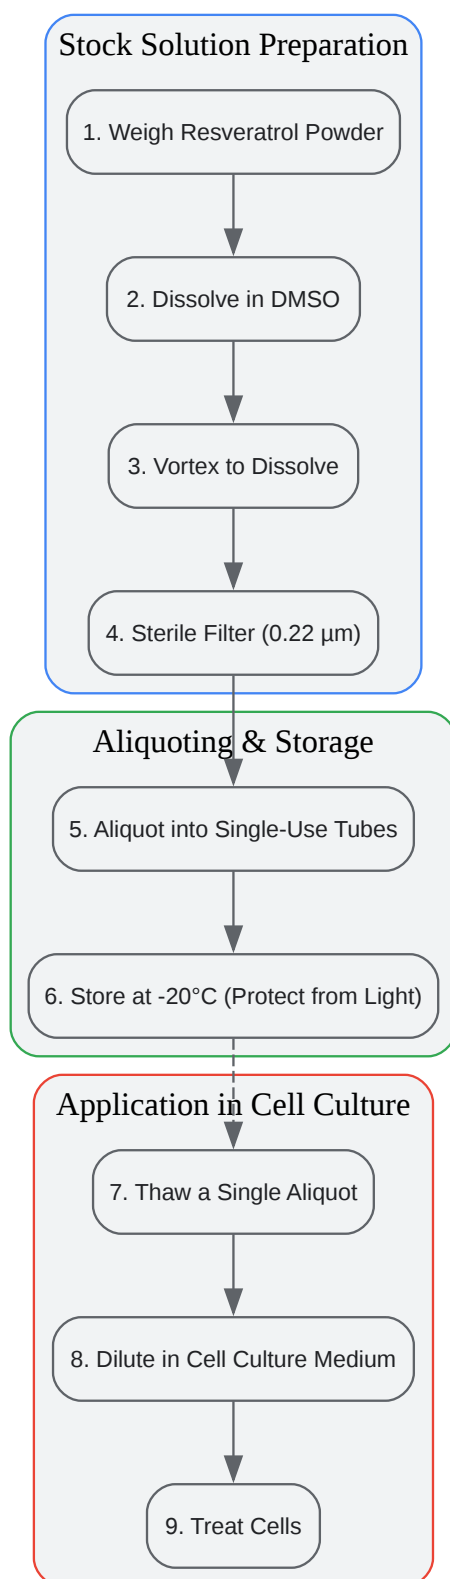 Stock Solution Preparation
1. Weigh Resveratrol Powder
2. Dissolve in DMSO
3. Vortex to Dissolve
4. Sterile Filter (0.22 µm)
Aliquoting & Storage
5. Aliquot into Single-Use Tubes
6. Store at -20°C (Protect from Light)
Application in Cell Culture
7. Thaw a Single Aliquot
8. Dilute in Cell Culture Medium
9. Treat Cells